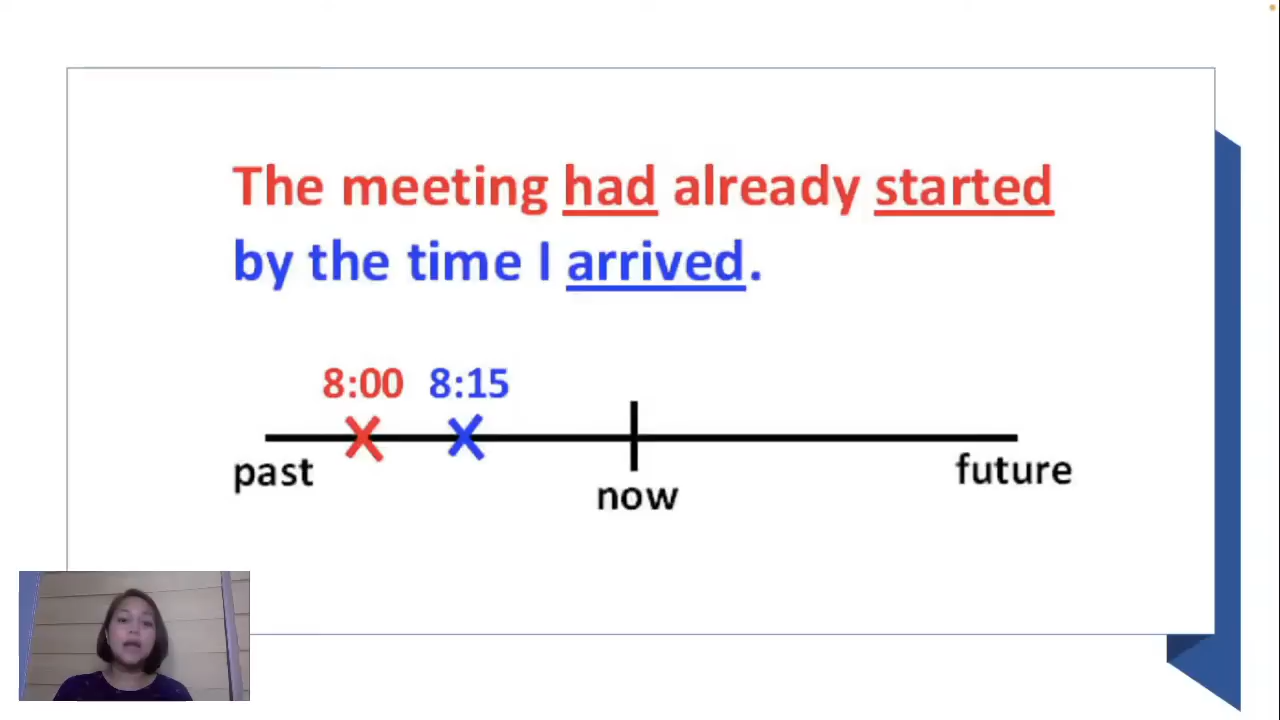 The meeting had already started
by the time I arrived.
8:00 8:15
past
now
future